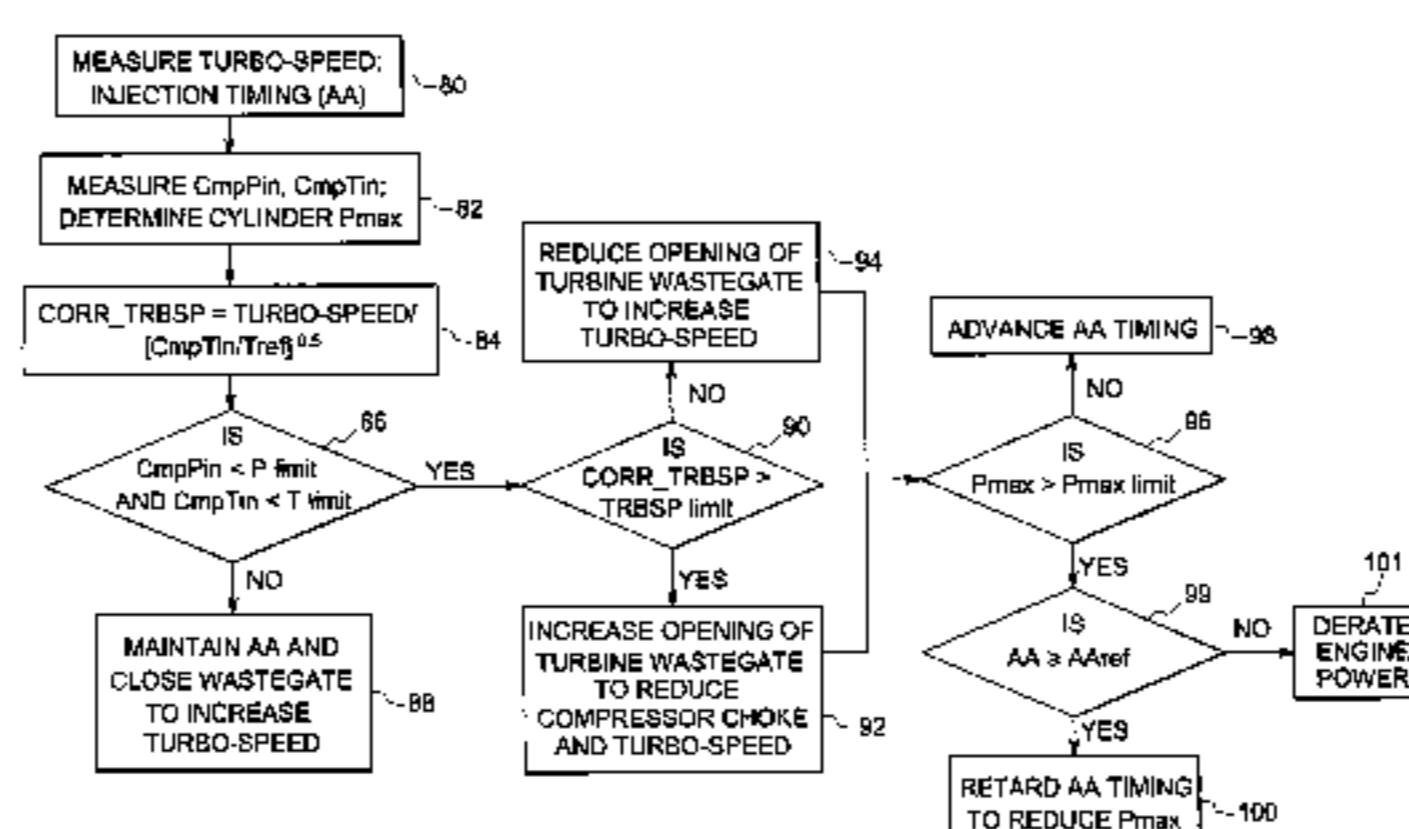 MEASURE TURBO-SPEED;
INJECTION TIMING (AA)
80
MEASURE CmpPin, CmpTin;
DETERMINE CYLINDER Pmax
82
CORR_TRBSP = TURBO-SPEED/
[CmpTin/Tref]^0.5
84
IS
CmpPin < P limit
AND CmpTin < T limit
86
YES
NO
MAINTAIN AA AND
CLOSE WASTEGATE
TO INCREASE
TURBO-SPEED
88
REDUCE OPENING OF
TURBINE WASTEGATE
TO INCREASE
TURBO-SPEED
94
NO
IS
CORR_TRBSP >
TRBSP limit
90
YES
INCREASE OPENING OF
TURBINE WASTEGATE
TO REDUCE
COMPRESSOR CHOKE
AND TURBO-SPEED
92
ADVANCE AA TIMING
98
NO
IS
Pmax > Pmax limit
96
YES
IS
AA ≥ AAref
99
NO
101
DERATE
ENGINE
POWER
YES
RETARD AA TIMING
TO REDUCE Pmax
100